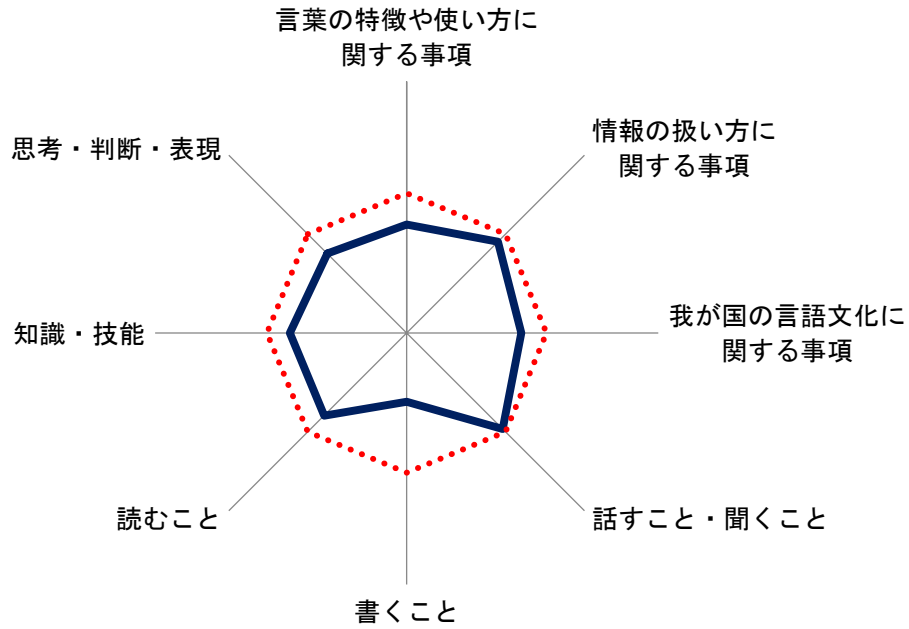 言葉の特徴や使い方に
関する事項
情報の扱い方に
関する事項
我が国の言語文化に
関する事項
話すこと・聞くこと
書くこと
読むこと
知識・技能
思考・判断・表現